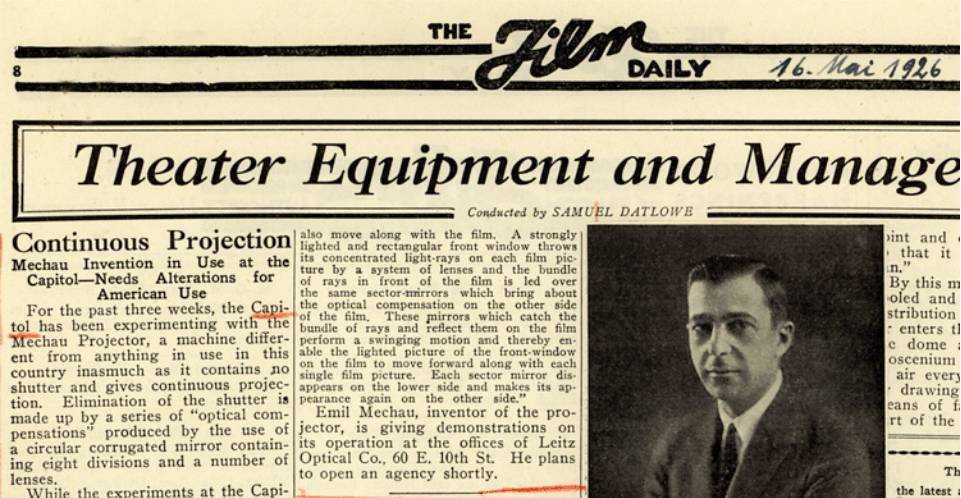 THE Film DAILY
8
16. Mai 1926
Theater Equipment and Manage
Conducted by SAMUEL DATLOWE
Continuous Projection
Mechau Invention in Use at the
Capitol—Needs Alterations for
American Use
For the past three weeks, the Capi-
tol has been experimenting with the
Mechau Projector, a machine differ-
ent from anything in use in this
country inasmuch as it contains no
shutter and gives continuous projec-
tion. Elimination of the shutter is
made up by a series of "optical com-
pensations" produced by the use of
a circular corrugated mirror contain-
ing eight divisions and a number of
lenses.
While the experiments at the Capi-
also move along with the film. A strongly
lighted and rectangular front window throws
its concentrated light-rays on each film pic-
ture by a system of lenses and the bundle
of rays in front of the film is led over
the same sector-mirrors which bring about
the optical compensation on the other side
of the film. These mirrors which catch the
bundle of rays and reflect them on the film
perform a swinging motion and thereby en-
able the lighted picture of the front-window
on the film to move forward along with each
single film picture. Each sector mirror dis-
appears on the lower side and makes its ap-
pearance again on the other side."
Emil Mechau, inventor of the pro-
jector, is giving demonstrations on
its operation at the offices of Leitz
Optical Co., 60 E. 10th St. He plans
to open an agency shortly.
oint and
that it
n."
By this m
oled and
stribution
enters th
dome a
oscenium
air every
drawing
eans of fa
rt of the
Th
the latest a